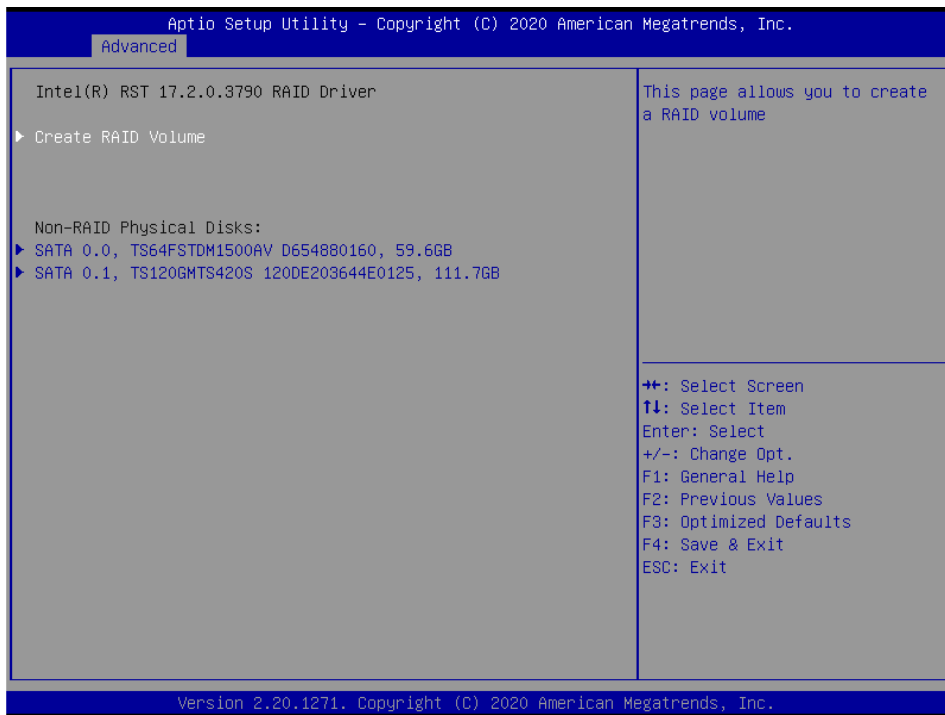 Aptio Setup Utility – Copyright (C) 2020 American Megatrends, Inc.
Advanced
Intel(R) RST 17.2.0.3790 RAID Driver
Create RAID Volume
Non-RAID Physical Disks:
SATA 0.0, TS64FSTDM1500AV D654880160, 59.6GB
SATA 0.1, TS120GMTS420S 120DE203644E0125, 111.7GB
This page allows you to create
a RAID volume
→←: Select Screen
↑↓: Select Item
Enter: Select
+/-: Change Opt.
F1: General Help
F2: Previous Values
F3: Optimized Defaults
F4: Save & Exit
ESC: Exit
Version 2.20.1271. Copyright (C) 2020 American Megatrends, Inc.